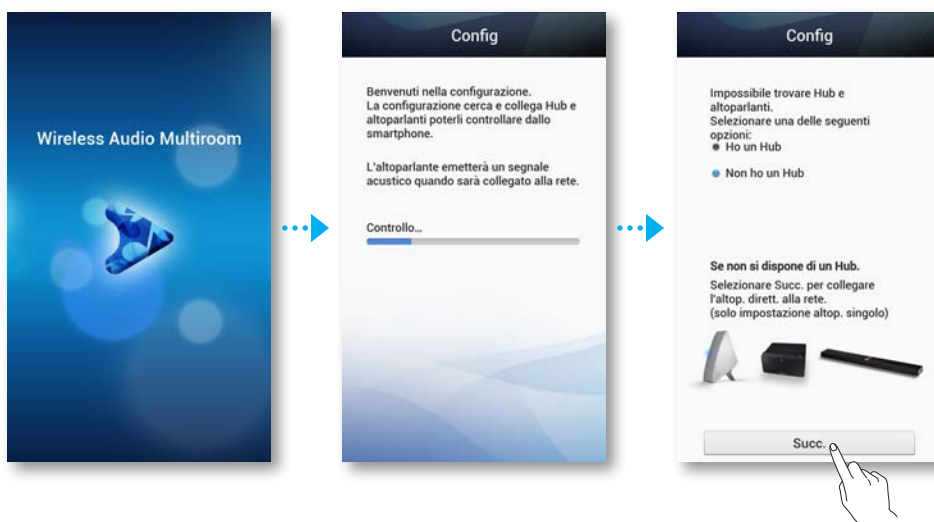 Wireless Audio Multiroom
Config
Benvenuti nella configurazione.
La configurazione cerca e collega Hub e
altoparlanti poterli controllare dallo
smartphone.
L'altoparlante emetterà un segnale
acustico quando sarà collegato alla rete.
Controllo...
Config
Impossibile trovare Hub e
altoparlanti.
Selezionare una delle seguenti
opzioni:
Ho un Hub
Non ho un Hub
Se non si dispone di un Hub.
Selezionare Succ. per collegare
l'altop. dirett. alla rete.
(solo impostazione altop. singolo)
Succ.